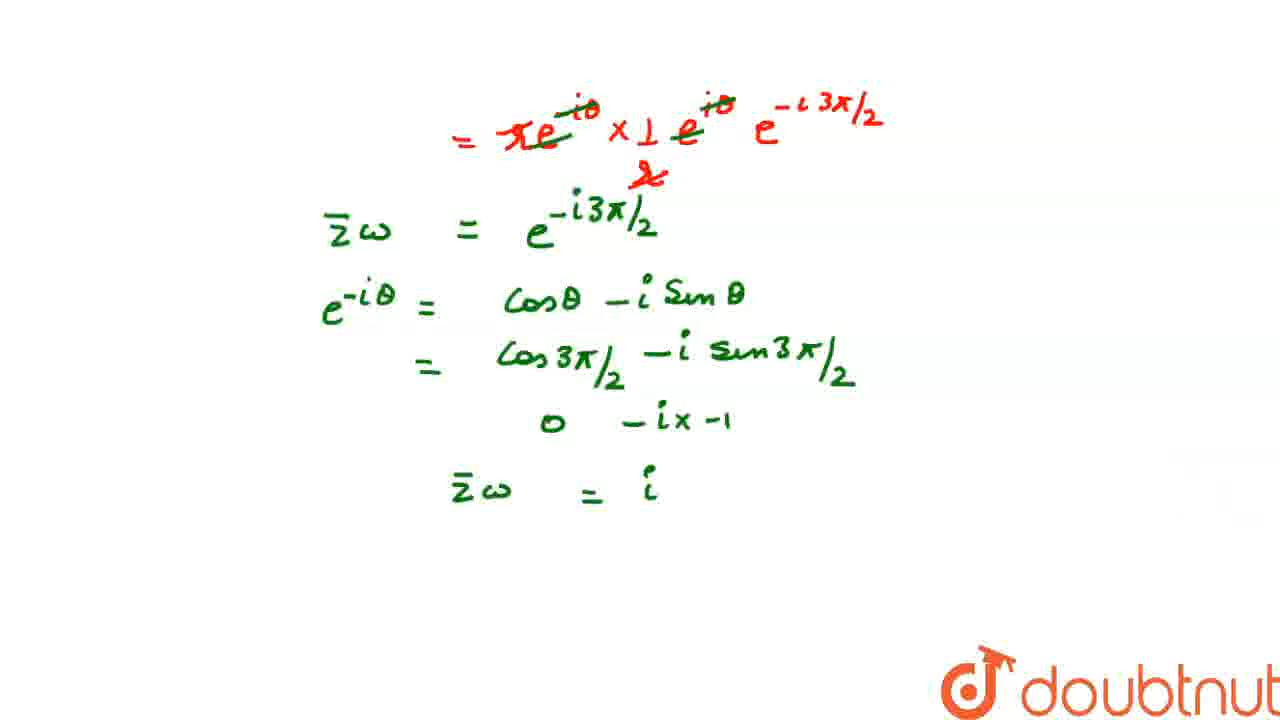 = re^{-iθ} × 1/r e^{iθ} e^{-i3π/2}
z̄ω = e^{-i3π/2}
e^{-iθ} = cosθ - i sinθ
= cos3π/2 - i sin3π/2
0 - i× -1
z̄ω = i
doubtnut